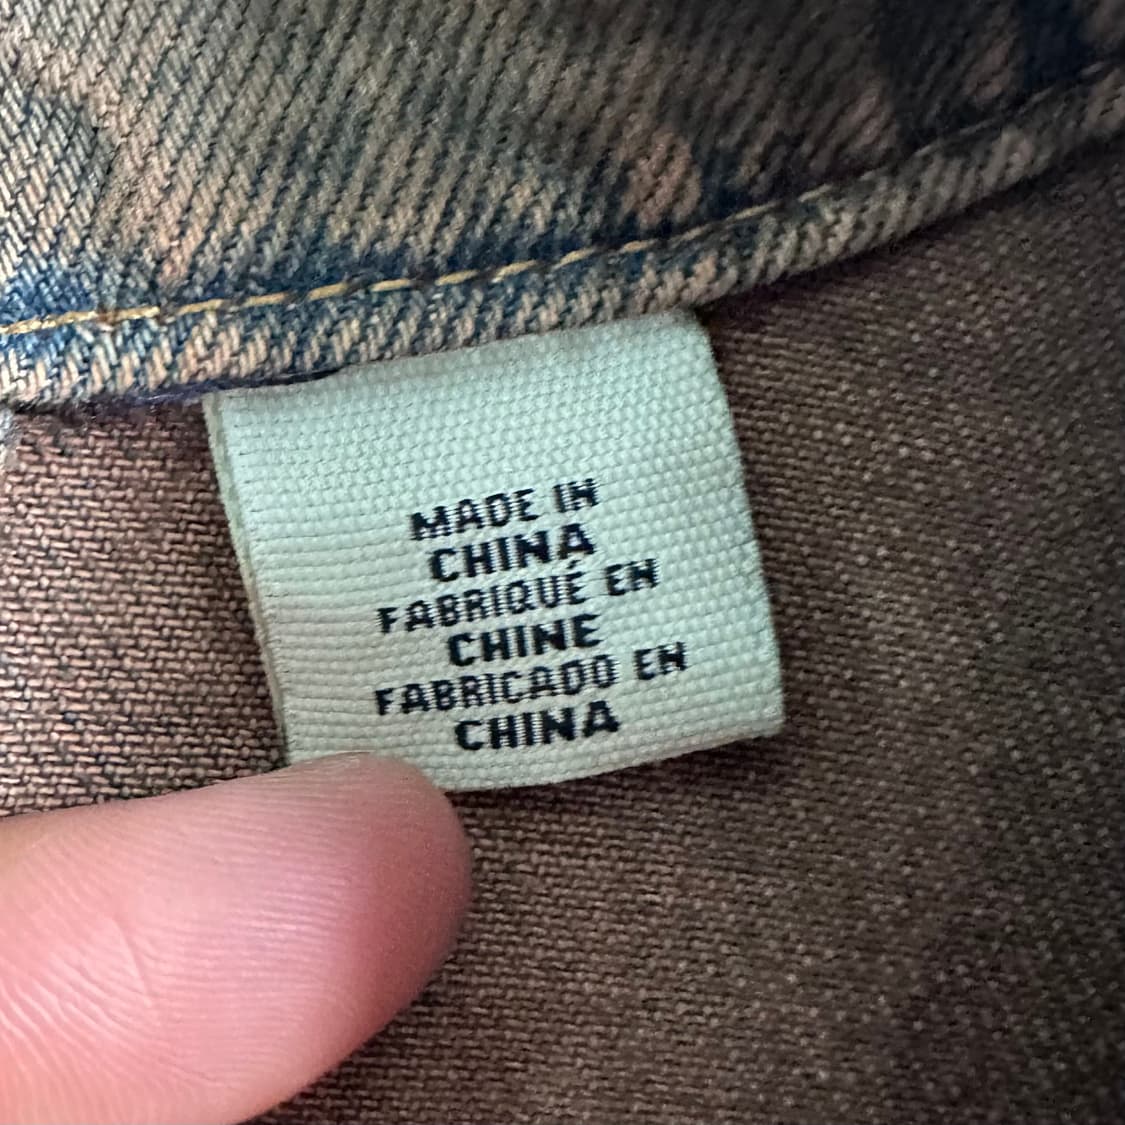 MADE IN
CHINA
FABRIQUÉ EN
CHINE
FABRICADO EN
CHINA